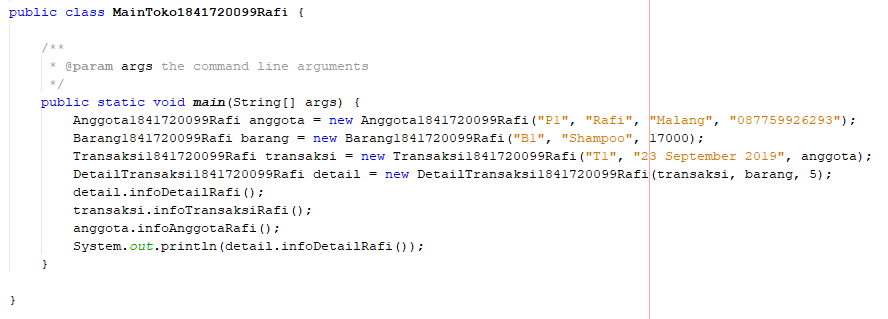 public class MainToko1841720099Rafi {
/**
* @param args the command line arguments
*/
public static void main(String[] args) {
Anggota1841720099Rafi anggota = new Anggota1841720099Rafi("P1", "Rafi", "Malang", "087759926293");
Barang1841720099Rafi barang = new Barang1841720099Rafi("B1", "Shampoo", 17000);
Transaksi1841720099Rafi transaksi = new Transaksi1841720099Rafi("T1", "23 September 2019", anggota);
DetailTransaksi1841720099Rafi detail = new DetailTransaksi1841720099Rafi(transaksi, barang, 5);
detail.infoDetailRafi();
transaksi.infoTransaksiRafi();
anggota.infoAnggotaRafi();
System.out.println(detail.infoDetailRafi());
}
}